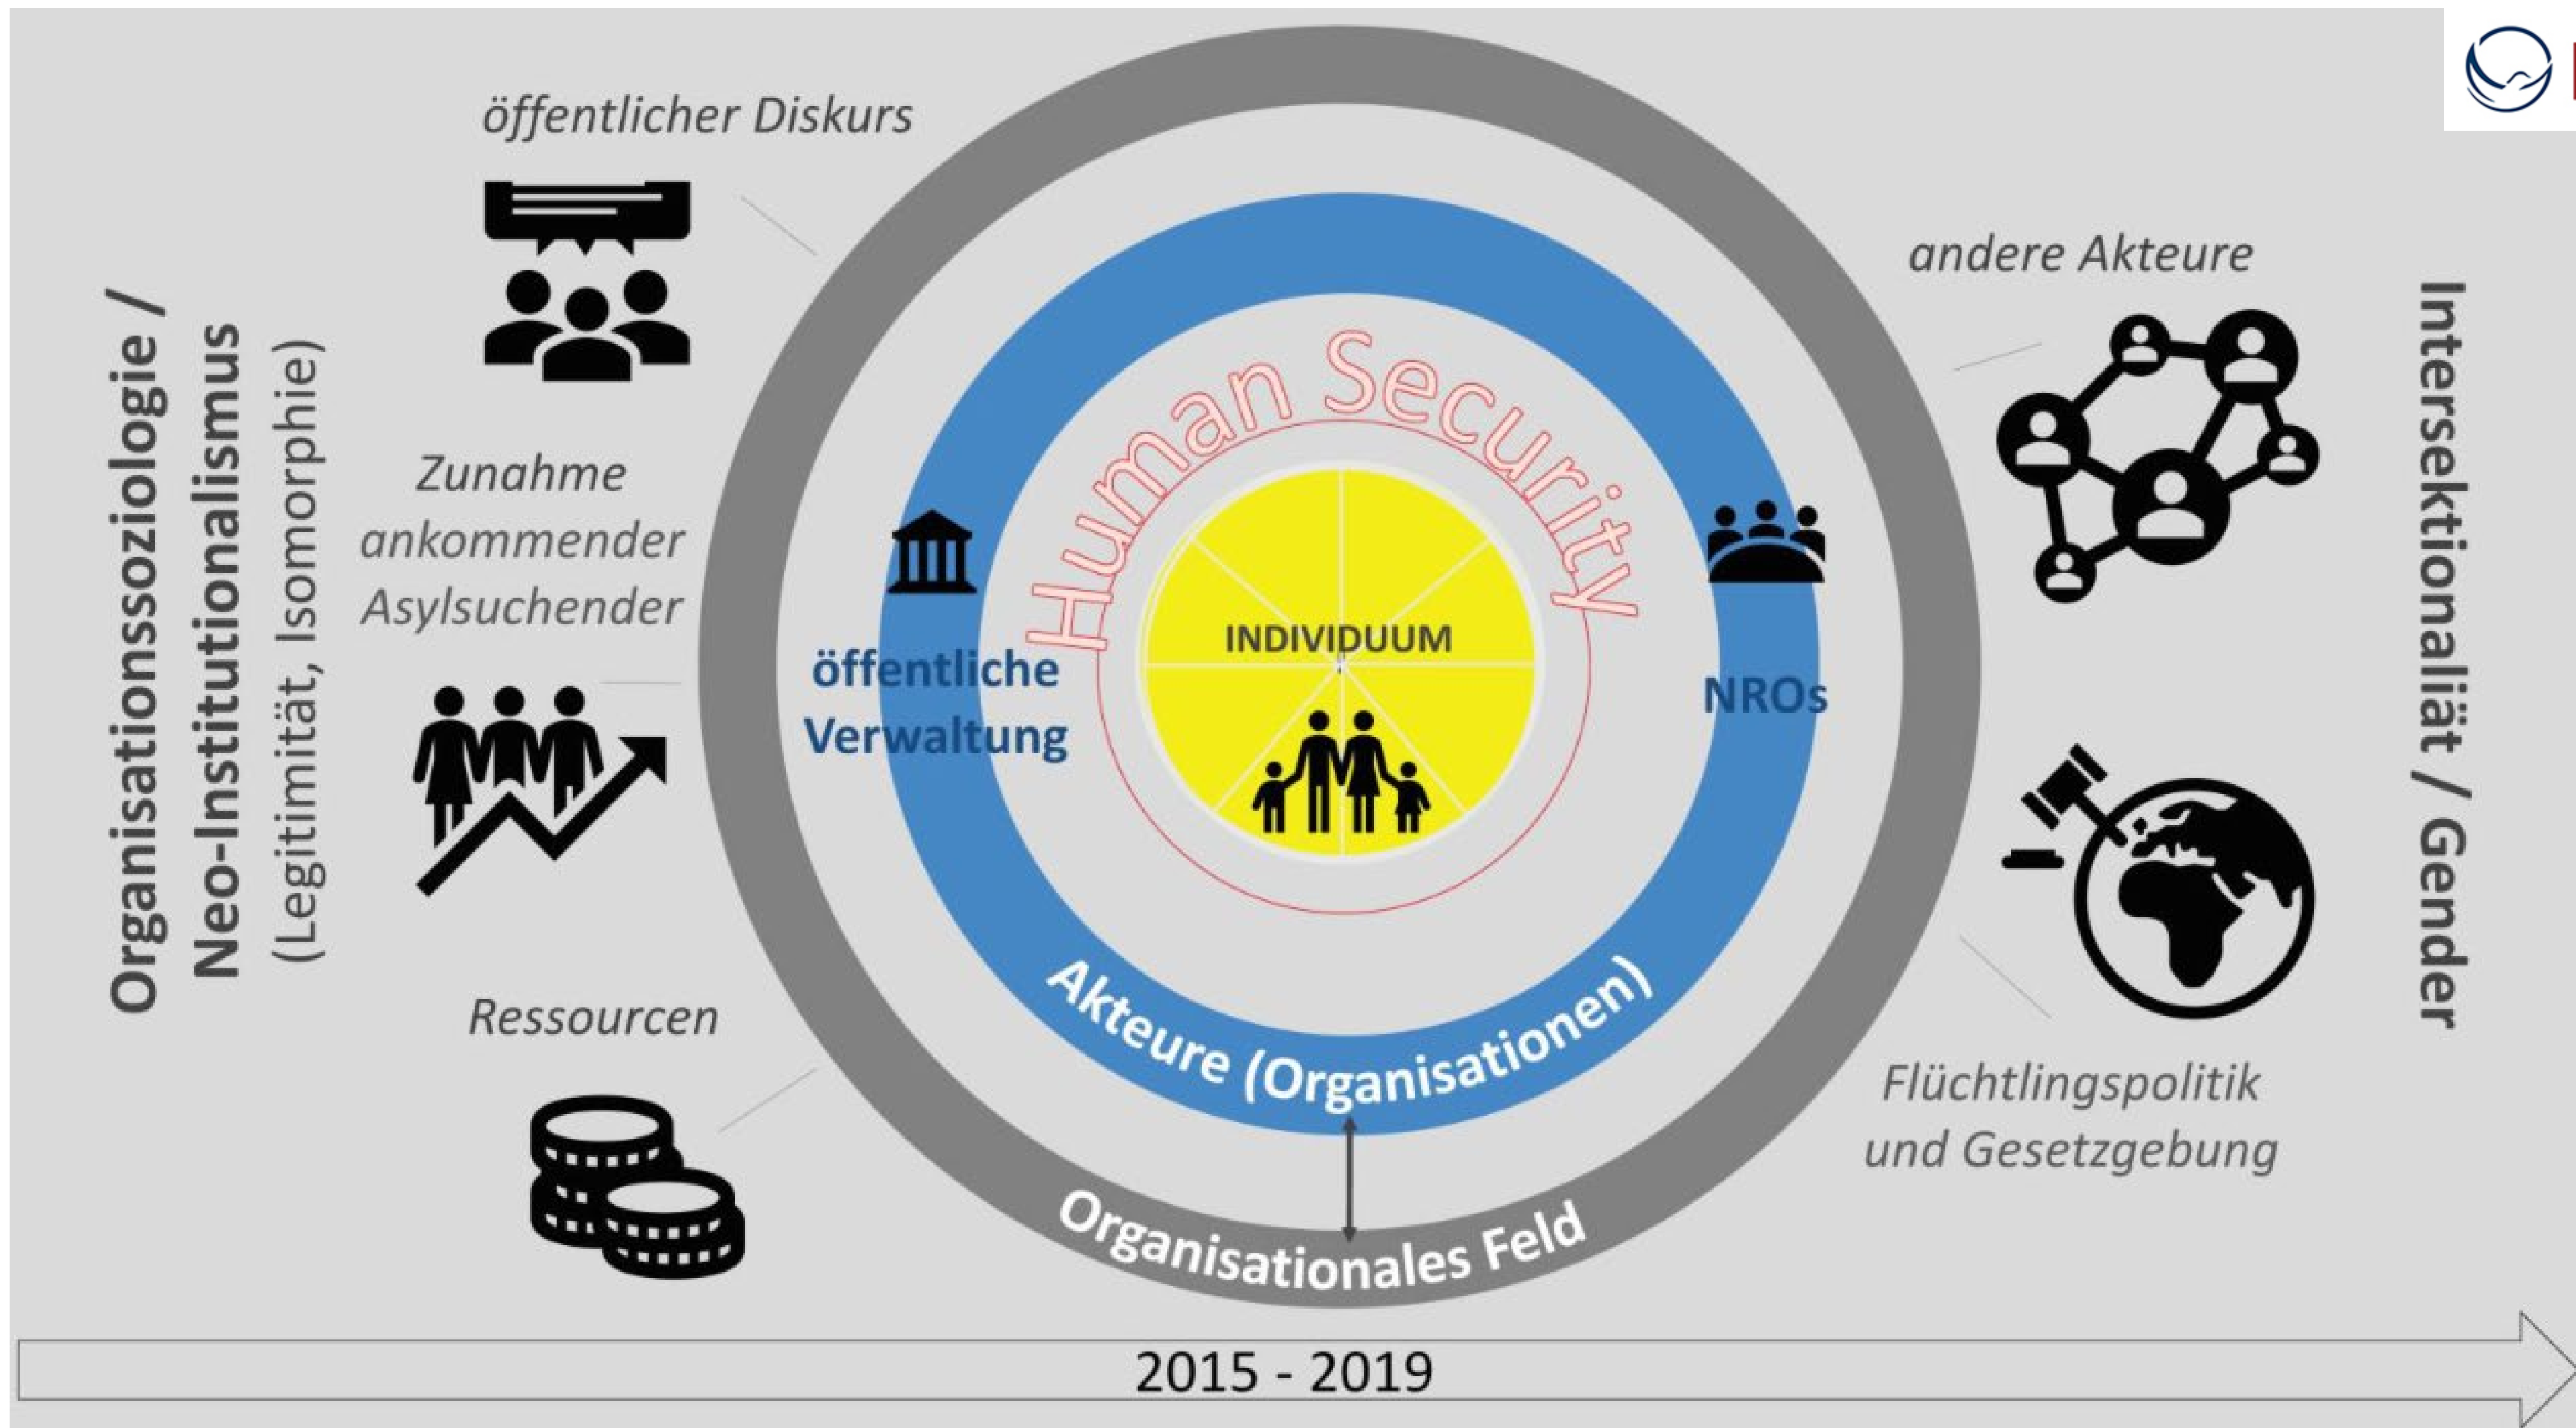 öffentlicher Diskurs
andere Akteure
Organisationssoziologie /
Neo-Institutionalismus
(Legitimität, Isomorphie)
Zunahme
ankommender
Asylsuchender
Human Security
INDIVIDUUM
öffentliche
Verwaltung
NROs
Intersektionaliät / Gender
Ressourcen
Akteure (Organisationen)
Organisationales Feld
Flüchtlingspolitik
und Gesetzgebung
2015 - 2019